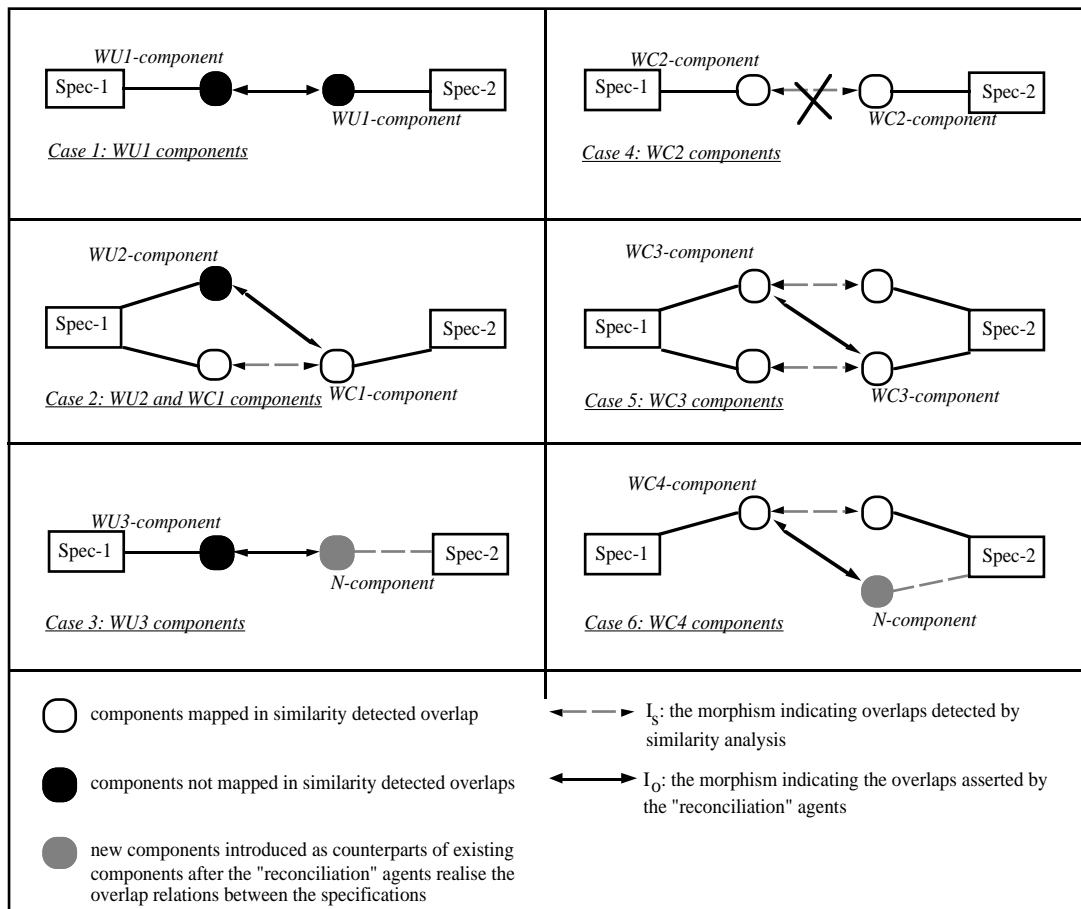 WU1-component
Spec-1
Spec-2
WU1-component
Case 1: WU1 components
WC2-component
Spec-1
Spec-2
WC2-component
Case 4: WC2 components
WU2-component
Spec-1
Spec-2
WC1-component
Case 2: WU2 and WC1 components
WC3-component
Spec-1
Spec-2
WC3-component
Case 5: WC3 components
WU3-component
Spec-1
Spec-2
N-component
Case 3: WU3 components
WC4-component
Spec-1
Spec-2
N-component
Case 6: WC4 components
components mapped in similarity detected overlap
components not mapped in similarity detected overlaps
new components introduced as counterparts of existing
components after the "reconciliation" agents realise the
overlap relations between the specifications
IS: the morphism indicating overlaps detected by
similarity analysis
IO: the morphism indicating the overlaps asserted by
the "reconciliation" agents